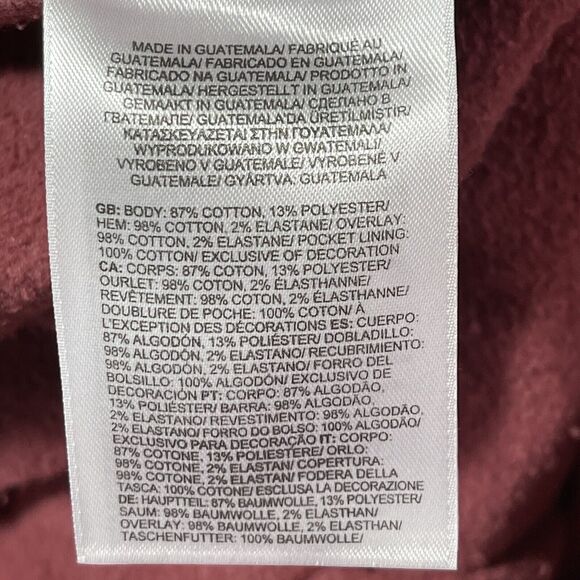 MADE IN GUATEMALA/ FABRIQUÉ AU
GUATEMALA/ FABRICADO EN GUATEMALA/
FABRICADO NA GUATEMALA/ PRODOTTO IN
GUATEMALA/ HERGESTELLT IN GUATEMALA/
GEMAAKT IN GUATEMALA/ СДЕЛАНО В
ГВАТЕМАЛЕ/ GUATEMALA'DA ÜRETİLMİSTİR/
ΚΑΤΑΣΚΕΥΑΖΕΤΑΙ ΣΤΗΝ ΓΟΥΑΤΕΜΑΛΑ/
WYPRODUKOWANO W GWATEMALI/
VYROBENO V GUATEMALE/ VYROBENÉ V
GUATEMALE/ GYÁRTVA: GUATEMALA
GB: BODY: 87% COTTON, 13% POLYESTER/
HEM: 98% COTTON, 2% ELASTANE/ OVERLAY:
98% COTTON, 2% ELASTANE/ POCKET LINING:
100% COTTON/ EXCLUSIVE OF DECORATION
CA: CORPS: 87% COTON, 13% POLYESTER/
OURLET: 98% COTON, 2% ÉLASTHANNE/
REVÊTEMENT: 98% COTON, 2% ÉLASTHANNE/
DOUBLURE DE POCHE: 100% COTON/ À
L'EXCEPTION DES DÉCORATIONS ES: CUERPO:
87% ALGODÓN, 13% POLIÉSTER/ DOBLADILLO:
98% ALGODÓN, 2% ELASTANO/ RECUBRIMIENTO:
98% ALGODÓN, 2% ELASTANO/ FORRO DEL
BOLSILLO: 100% ALGODÓN/ EXCLUSIVO DE
DECORACIÓN PT: CORPO: 87% ALGODÃO,
13% POLIÉSTER/ BARRA: 98% ALGODÃO,
2% ELASTANO/ REVESTIMENTO: 98% ALGODÃO,
2% ELASTANO/ FORRO DO BOLSO: 100% ALGODÃO/
EXCLUSIVO PARA DECORAÇÃO IT: CORPO:
87% COTONE, 13% POLIESTERE/ ORLO:
98% COTONE, 2% ELASTAN/ COPERTURA:
98% COTONE, 2% ELASTAN/ FODERA DELLA
TASCA: 100% COTONE/ ESCLUSA LA DECORAZIONE
DE: HAUPTTEIL: 87% BAUMWOLLE, 13% POLYESTER/
SAUM: 98% BAUMWOLLE, 2% ELASTHAN/
OVERLAY: 98% BAUMWOLLE, 2% ELASTHAN/
TASCHENFUTTER: 100% BAUMWOLLE/